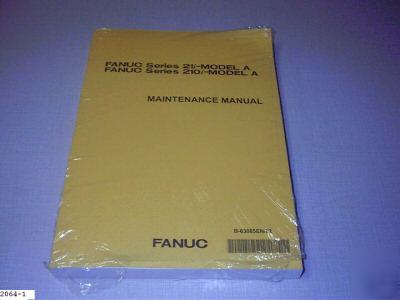 FANUC Series 21i-MODEL A
FANUC Series 210i-MODEL A
MAINTENANCE MANUAL
FANUC
2064-1